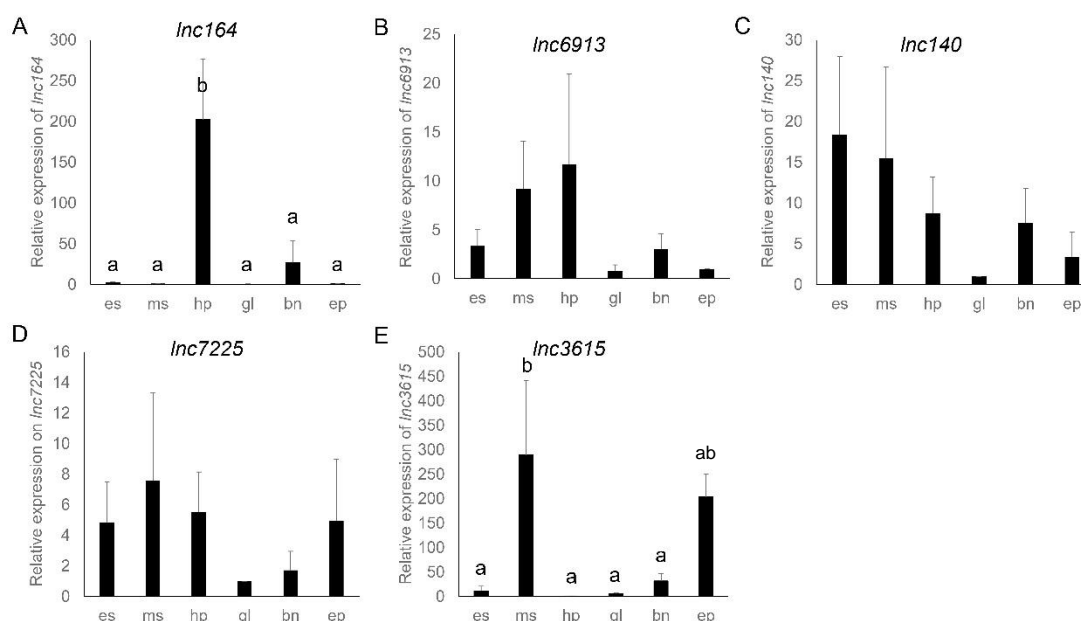 A
lnc164
Relative expression of lnc164
300
250
200
150
100
50
0
a
a
b
a
a
a
es ms hp gl bn ep
B
lnc6913
Relative expression of lnc6913
25
20
15
10
5
0
es ms hp gl bn ep
C
lnc140
Relative expression of lnc140
30
25
20
15
10
5
0
es ms hp gl bn ep
D
lnc7225
Relative expression on lnc7225
16
14
12
10
8
6
4
2
0
es ms hp gl bn ep
E
lnc3615
Relative expression of lnc3615
500
450
400
350
300
250
200
150
100
50
0
a
b
a
a
a
ab
es ms hp gl bn ep